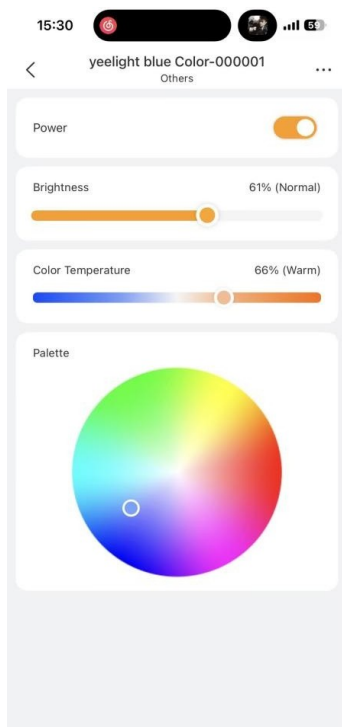 15:30
59
yeelight blue Color-000001
Others
Power
Brightness 61% (Normal)
Color Temperature 66% (Warm)
Palette